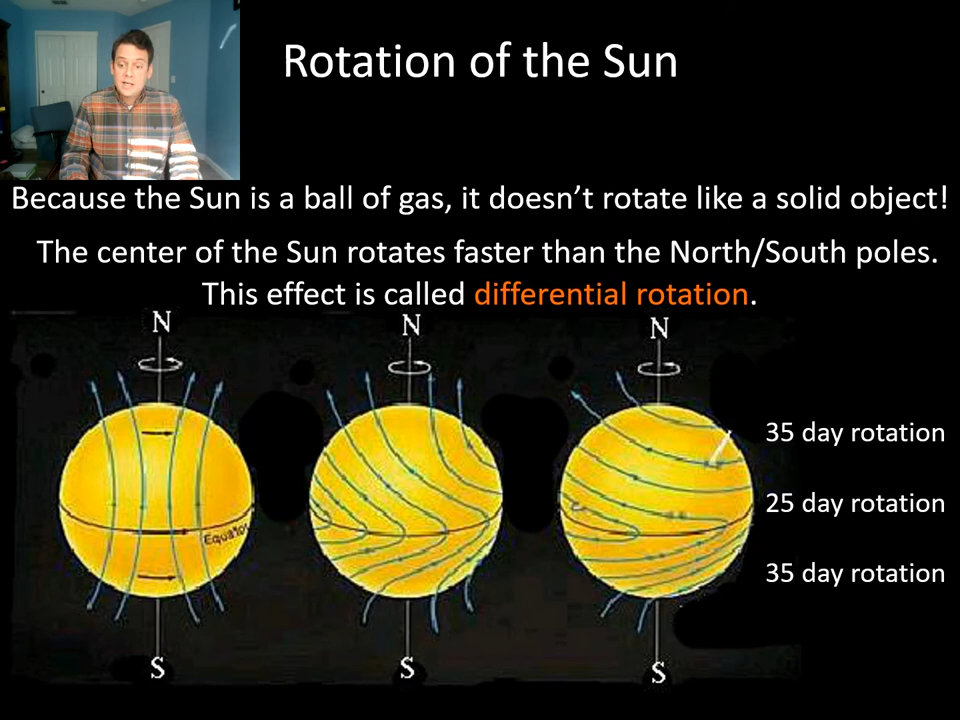 Rotation of the Sun
Because the Sun is a ball of gas, it doesn’t rotate like a solid object!
The center of the Sun rotates faster than the North/South poles.
This effect is called differential rotation.
N
N
N
35 day rotation
25 day rotation
Equator
35 day rotation
S
S
S